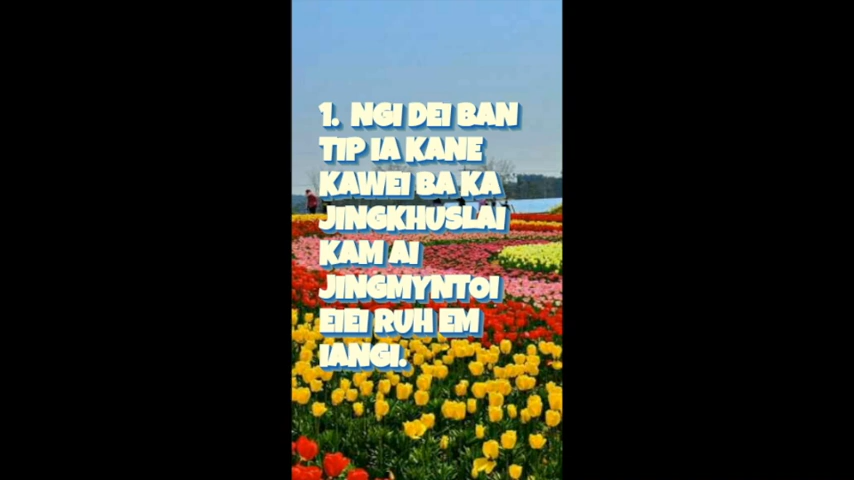 1. NGI DEI BAN
TIP IA KANE
KAWEI BA KA
JINGKHUSLAI
KAM AI
JINGMYNTOI
EIEI RUH EM
IANGI.